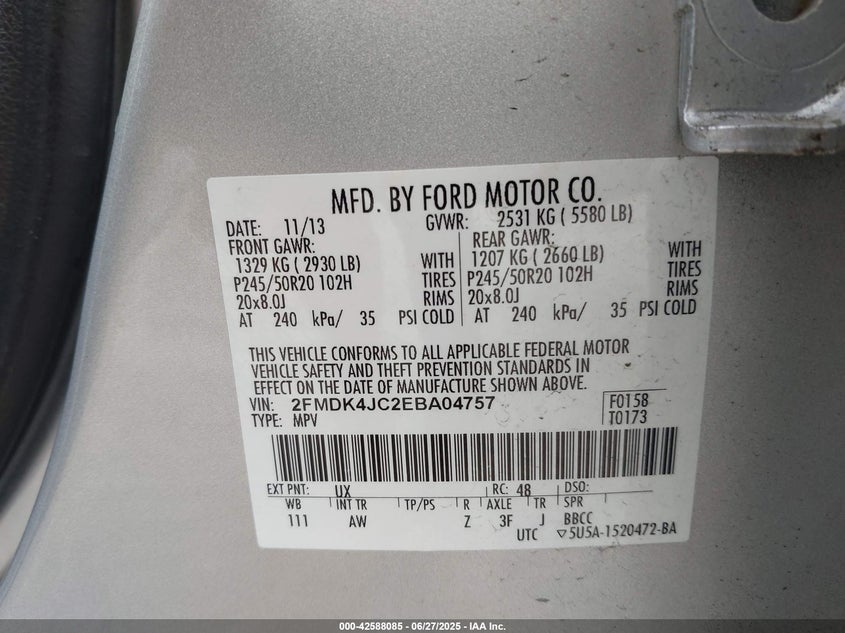 MFD. BY FORD MOTOR CO.
DATE: 11/13 GVWR: 2531 KG ( 5580 LB)
FRONT GAWR: REAR GAWR:
1329 KG ( 2930 LB) WITH 1207 KG ( 2660 LB) WITH
P245/50R20 102H TIRES P245/50R20 102H TIRES
20x8.0J RIMS 20x8.0J RIMS
AT 240 kPa/ 35 PSI COLD AT 240 kPa/ 35 PSI COLD
THIS VEHICLE CONFORMS TO ALL APPLICABLE FEDERAL MOTOR
VEHICLE SAFETY AND THEFT PREVENTION STANDARDS IN
EFFECT ON THE DATE OF MANUFACTURE SHOWN ABOVE.
VIN: 2FMDK4JC2EBA04757 F0158
TYPE: MPV T0173
EXT PNT: UX RC: 48 DSO:
WB INT TR TP/PS R AXLE TR SPR
111 AW Z 3F J BBCC
UTC ▽5U5A-1520472-BA
000-42588085 - 06/27/2025 - IAA Inc.